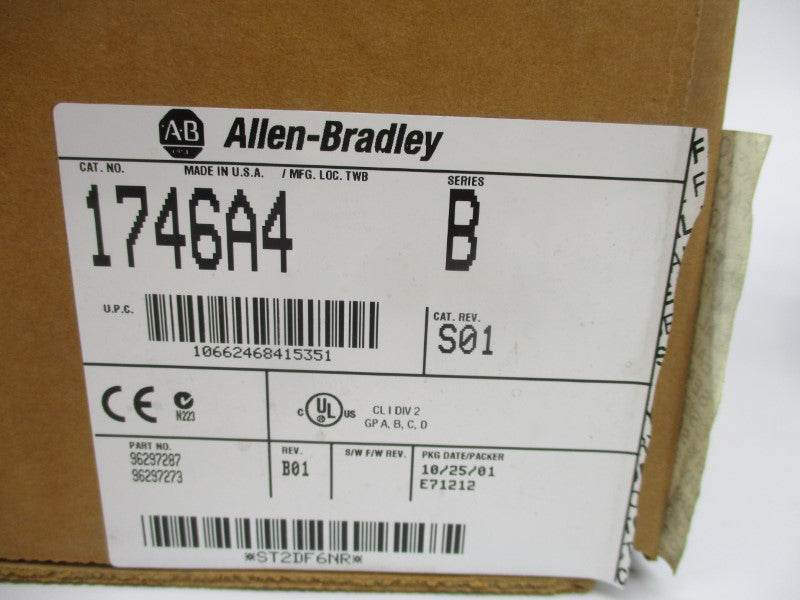 AB Allen-Bradley
CAT. NO. MADE IN U.S.A. / MFG. LOC. TWB SERIES
1746A4 B
U.P.C.
10662468415351
CAT. REV.
S01
CE N223
c UL US
CL I DIV 2
GP A, B, C, D
PART NO.
96297287
96297273
REV.
B01
S/W F/W REV.
PKG DATE/PACKER
10/25/01
E71212
*ST2DF6NR*